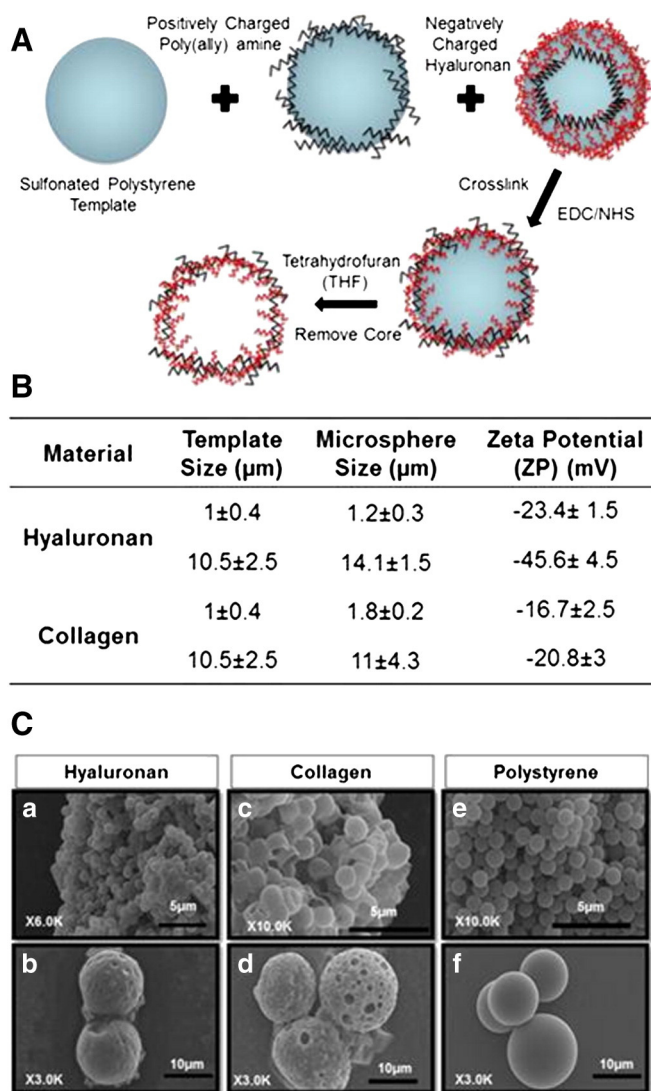 A
Positively Charged
Poly(ally) amine
Negatively
Charged
Hyaluronan
Sulfonated Polystyrene
Template
Crosslink
EDC/NHS
Tetrahydrofuran
(THF)
Remove Core
B
Material Template Size (µm) Microsphere Size (µm) Zeta Potential (ZP) (mV)
Hyaluronan
1±0.4 1.2±0.3 -23.4± 1.5
10.5±2.5 14.1±1.5 -45.6± 4.5
Collagen
1±0.4 1.8±0.2 -16.7±2.5
10.5±2.5 11±4.3 -20.8±3
C
Hyaluronan Collagen Polystyrene
a c e
X6.0K 5µm X10.0K 5µm X10.0K 5µm
b d f
X3.0K 10µm X3.0K 10µm X3.0K 10µm